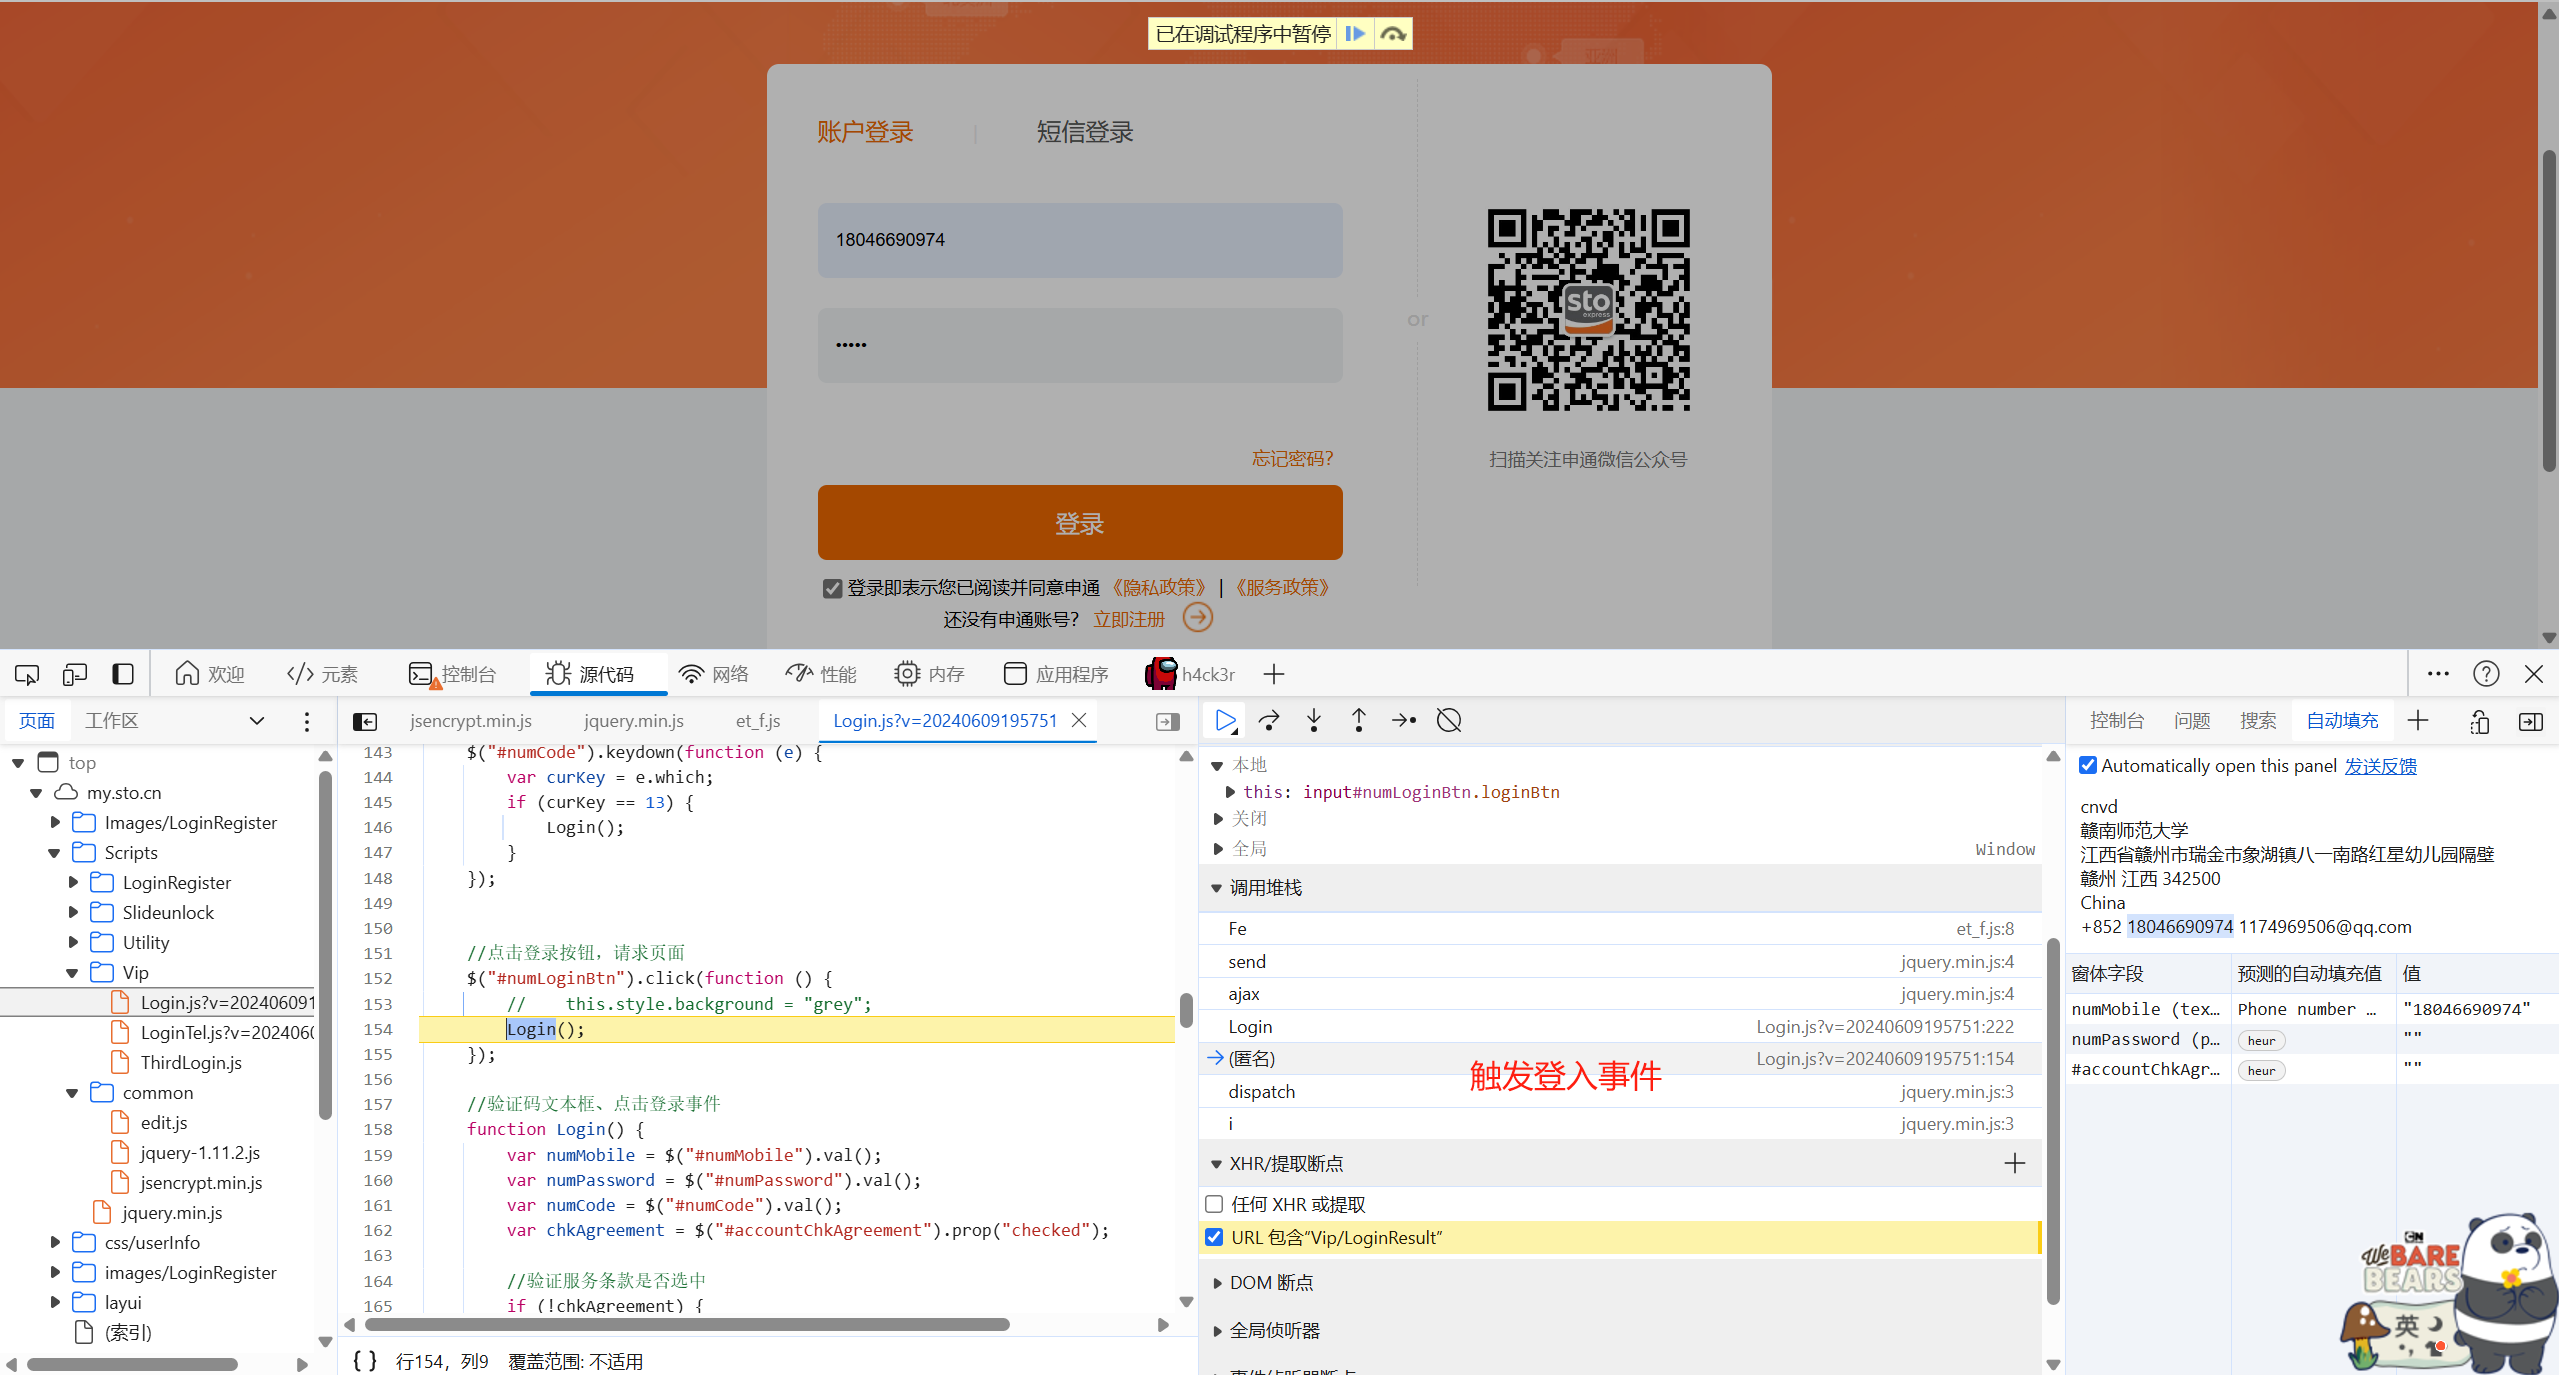 已在调试程序中暂停
账户登录 | 短信登录
18046690974
•••••
or
sto
express
忘记密码?
扫描关注申通微信公众号
登录
登录即表示您已阅读并同意申通 《隐私政策》 | 《服务政策》
还没有申通账号? 立即注册
欢迎 元素 控制台 源代码 网络 性能 内存 应用程序 h4ck3r
页面 工作区
top
my.sto.cn
Images/LoginRegister
Scripts
LoginRegister
Slideunlock
Utility
Vip
Login.js?v=202406091
LoginTel.js?v=202406(
ThirdLogin.js
common
edit.js
jquery-1.11.2.js
jsencrypt.min.js
jquery.min.js
css/userInfo
images/LoginRegister
layui
(索引)
jsencrypt.min.js jquery.min.js et_f.js Login.js?v=20240609195751
143 $("#numCode").keydown(function (e) {
144 var curKey = e.which;
145 if (curKey == 13) {
146 Login();
147 }
148 });
149
150
151 //点击登录按钮，请求页面
152 $("#numLoginBtn").click(function () {
153 // this.style.background = "grey";
154 Login();
155 });
156
157 //验证码文本框、点击登录事件
158 function Login() {
159 var numMobile = $("#numMobile").val();
160 var numPassword = $("#numPassword").val();
161 var numCode = $("#numCode").val();
162 var chkAgreement = $("#accountChkAgreement").prop("checked");
163
164 //验证服务条款是否选中
165 if (!chkAgreement) {
{ } 行154，列9 覆盖范围: 不适用
本地
this: input#numLoginBtn.loginBtn
关闭
全局 Window
调用堆栈
Fe et_f.js:8
send jquery.min.js:4
ajax jquery.min.js:4
Login Login.js?v=20240609195751:222
(匿名) Login.js?v=20240609195751:154
触发登入事件
dispatch jquery.min.js:3
i jquery.min.js:3
XHR/提取断点
任何 XHR 或提取
URL 包含"Vip/LoginResult"
DOM 断点
全局侦听器
事件侦听器断点
控制台 问题 搜索 自动填充
Automatically open this panel 发送反馈
cnvd
赣南师范大学
江西省赣州市瑞金市象湖镇八一南路红星幼儿园隔壁
赣州 江西 342500
China
+852 18046690974 1174969506@qq.com
窗体字段 预测的自动填充值 值
numMobile (tex… Phone number … "18046690974"
numPassword (p… heur ""
#accountChkAgr… heur ""
CN
We BARE
BEARS
英